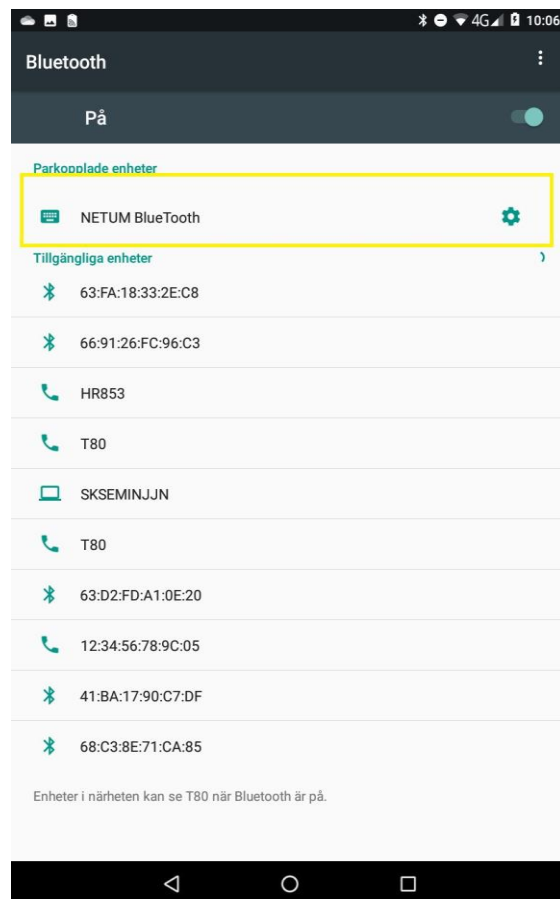 4G 10:06
Bluetooth
På
Parkopplade enheter
NETUM BlueTooth
Tillgängliga enheter
63:FA:18:33:2E:C8
66:91:26:FC:96:C3
HR853
T80
SKSEMINJJN
T80
63:D2:FD:A1:0E:20
12:34:56:78:9C:05
41:BA:17:90:C7:DF
68:C3:8E:71:CA:85
Enheter i närheten kan se T80 när Bluetooth är på.